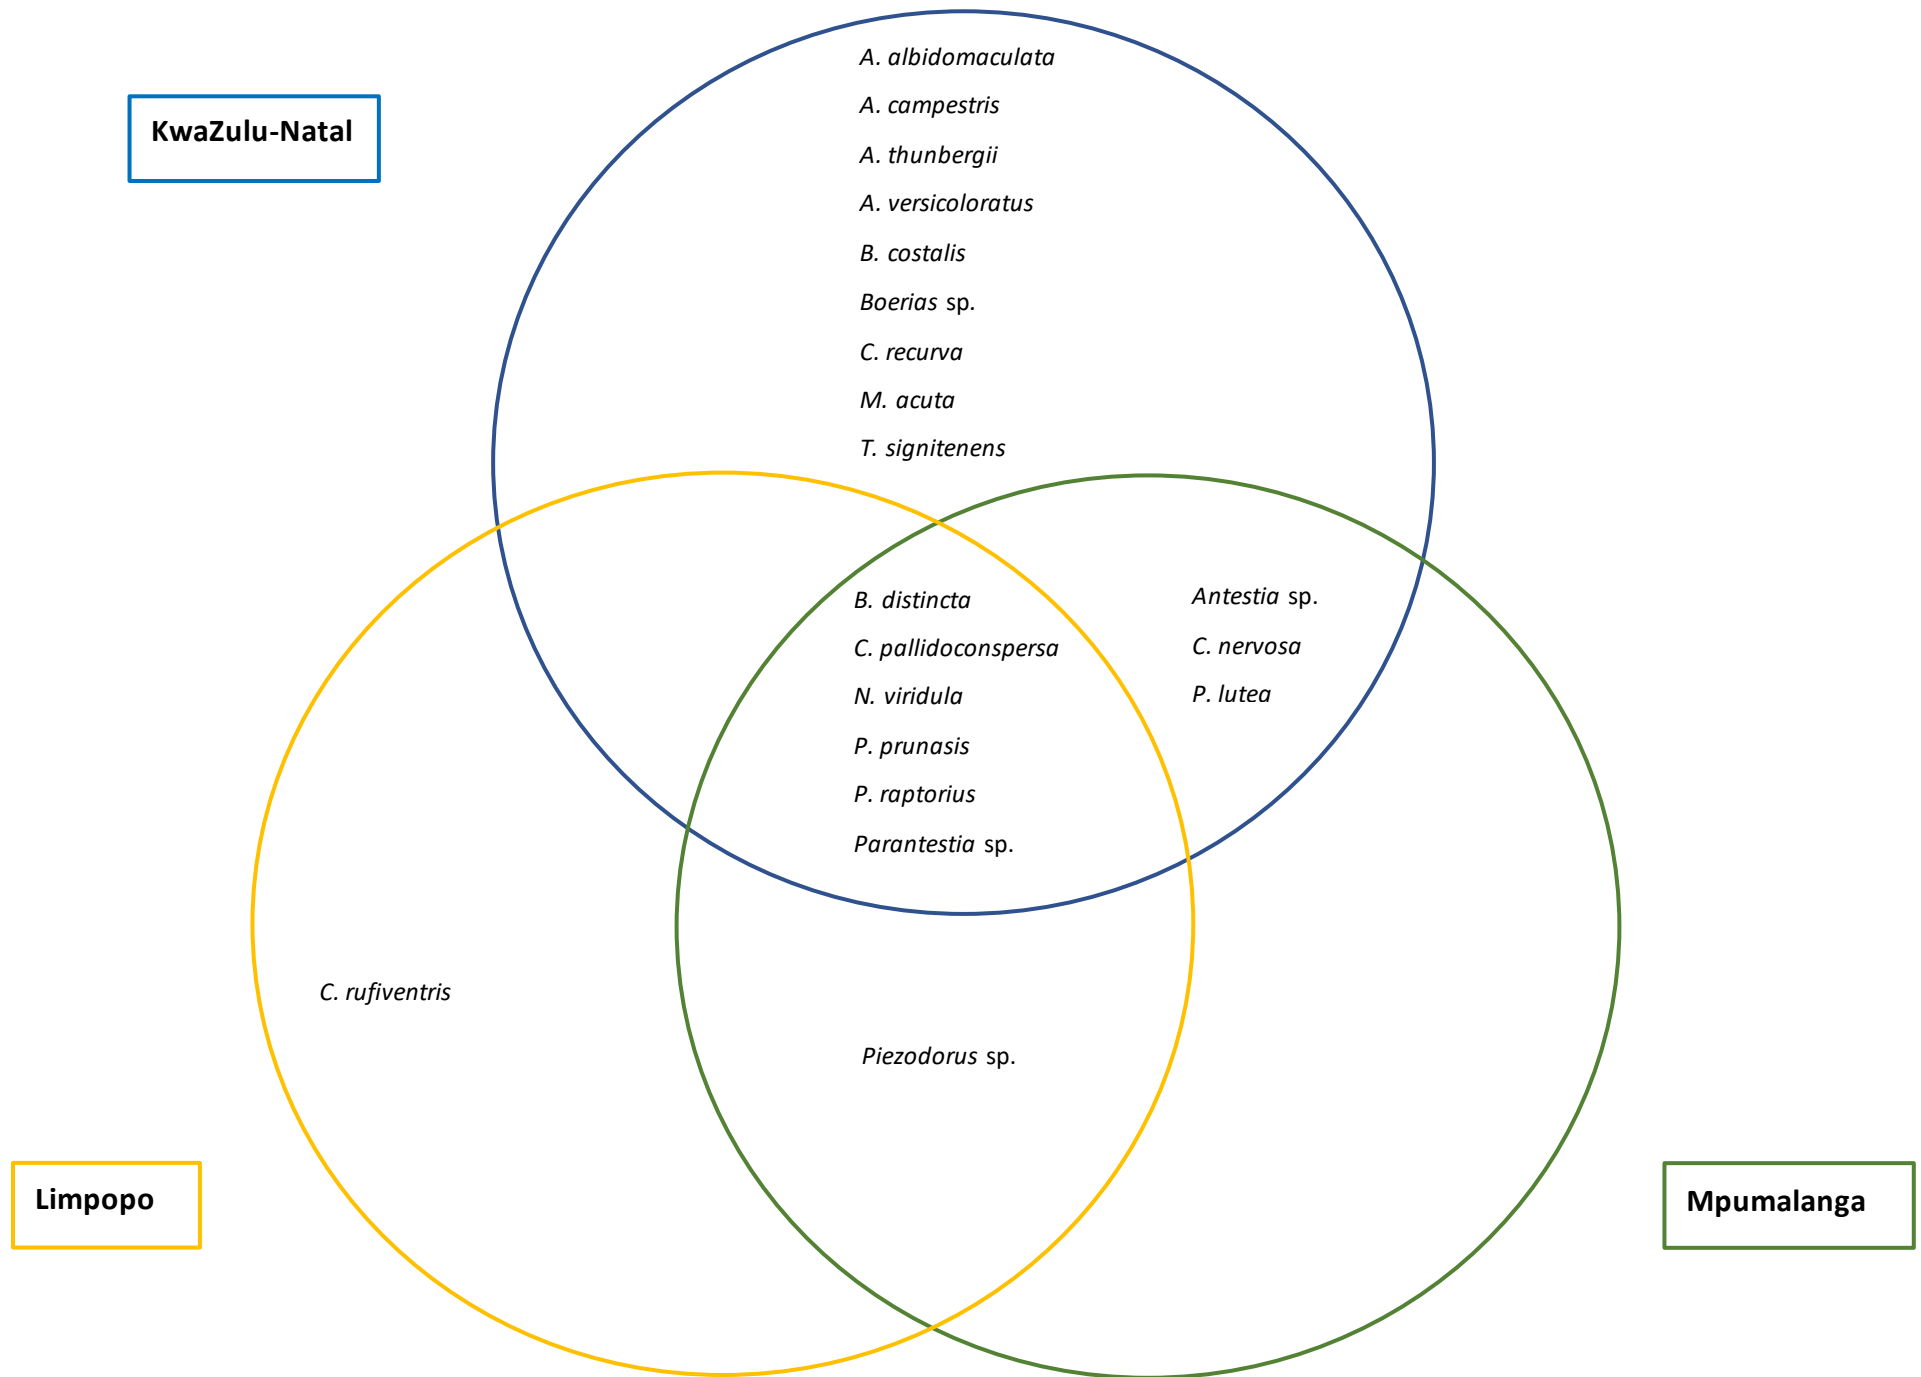 A. albidomaculata
KwaZulu-Natal
A. campestris
A. thunbergii
A. versicoloratus
B. costalis
Boerias sp.
C. recurva
M. acuta
T. signitenens
B. distincta
C. pallidoconspersa
N. viridula
P. prunasis
P. raptorius
Parantestia sp.
Antestia sp.
C. nervosa
P. lutea
C. rufiventris
Piezodorus sp.
Limpopo
Mpumalanga